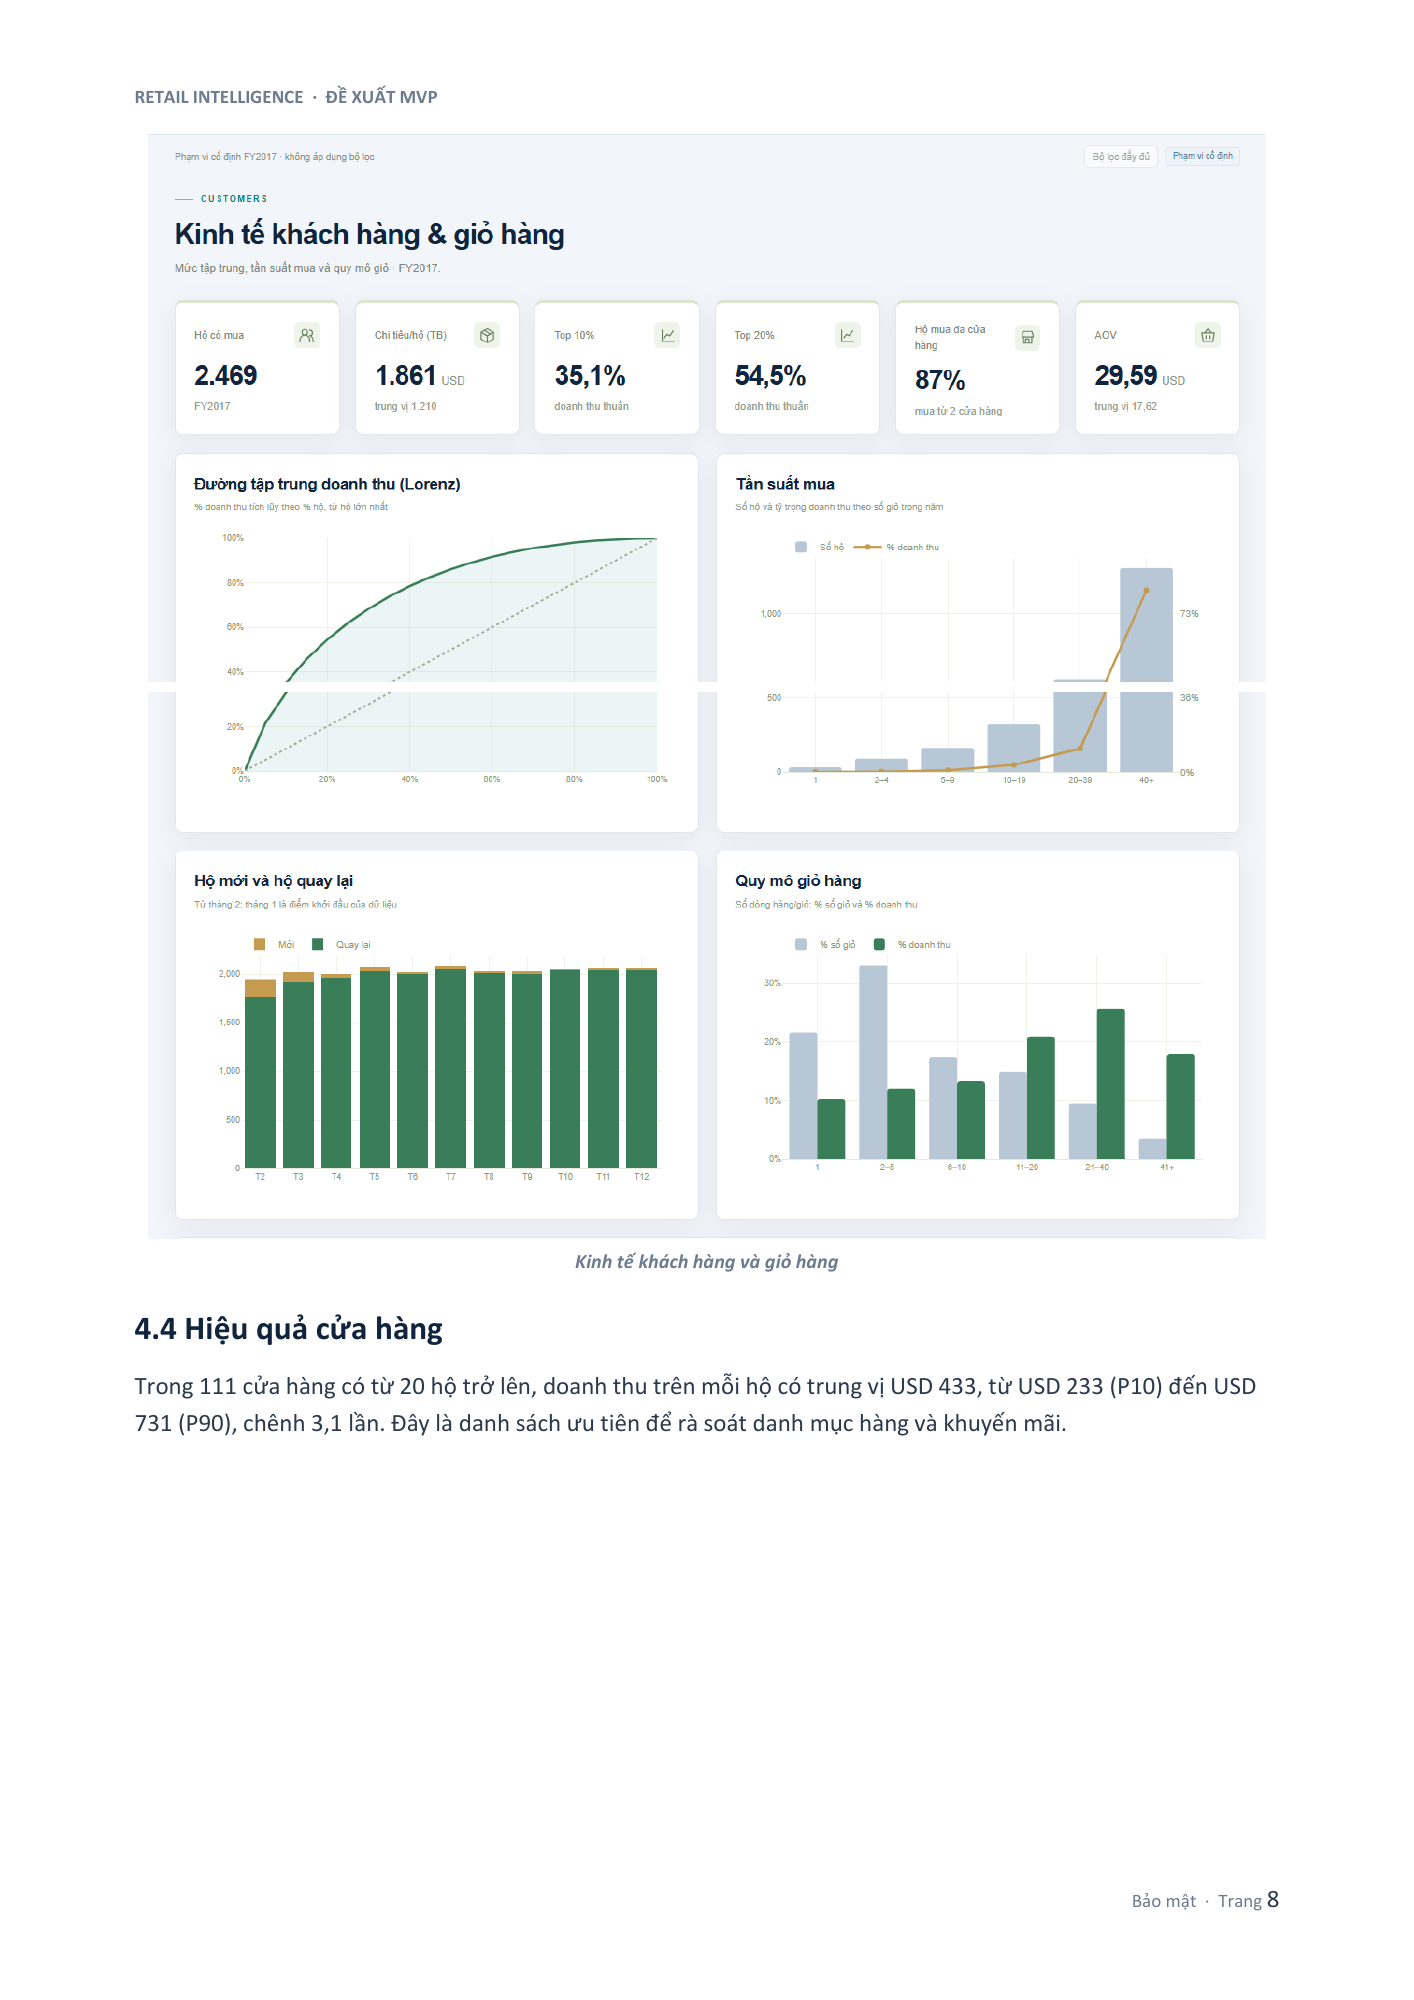 RETAIL INTELLIGENCE · ĐỀ XUẤT MVP
Phạm vi cố định FY2017 · không áp dụng bộ lọc
Bộ lọc đầy đủ
Phạm vi cố định
CUSTOMERS
Kinh tế khách hàng & giỏ hàng
Mức tập trung, tần suất mua và quy mô giỏ · FY2017.
Hộ có mua
2.469
FY2017
Chi tiêu/hộ (TB)
1.861 USD
trung vị 1.210
Top 10%
35,1%
doanh thu thuần
Top 20%
54,5%
doanh thu thuần
Hộ mua đa cửa
hàng
87%
mua từ 2 cửa hàng
AOV
29,59 USD
trung vị 17,62
Đường tập trung doanh thu (Lorenz)
% doanh thu tích lũy theo % hộ, từ hộ lớn nhất
100%
80%
60%
40%
20%
0%
0% 20% 40% 60% 80% 100%
Tần suất mua
Số hộ và tỷ trọng doanh thu theo số giỏ trong năm
Số hộ % doanh thu
1,000 73%
500 36%
0 0%
1 2–4 5–9 10–19 20–39 40+
Hộ mới và hộ quay lại
Từ tháng 2; tháng 1 là điểm khởi đầu của dữ liệu
Mới Quay lại
2,000
1,500
1,000
500
0
T2 T3 T4 T5 T6 T7 T8 T9 T10 T11 T12
Quy mô giỏ hàng
Số dòng hàng/giỏ: % số giỏ và % doanh thu
% số giỏ % doanh thu
30%
20%
10%
0%
1 2–5 6–10 11–20 21–40 41+
Kinh tế khách hàng và giỏ hàng
4.4 Hiệu quả cửa hàng
Trong 111 cửa hàng có từ 20 hộ trở lên, doanh thu trên mỗi hộ có trung vị USD 433, từ USD 233 (P10) đến USD
731 (P90), chênh 3,1 lần. Đây là danh sách ưu tiên để rà soát danh mục hàng và khuyến mãi.
Bảo mật · Trang 8